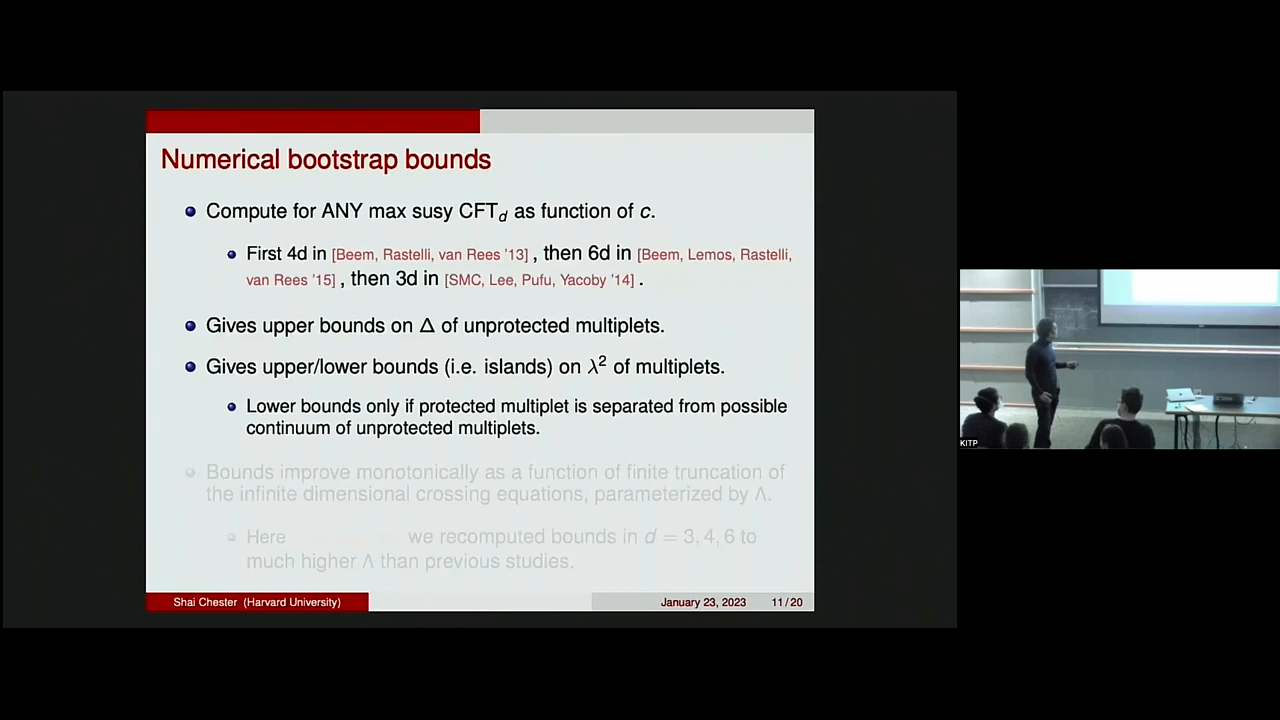 Numerical bootstrap bounds
Compute for ANY max susy CFT_d as function of c.
First 4d in [Beem, Rastelli, van Rees '13] , then 6d in [Beem, Lemos, Rastelli,
van Rees '15] , then 3d in [SMC, Lee, Pufu, Yacoby '14] .
Gives upper bounds on Δ of unprotected multiplets.
Gives upper/lower bounds (i.e. islands) on λ² of multiplets.
Lower bounds only if protected multiplet is separated from possible
continuum of unprotected multiplets.
Bounds improve monotonically as a function of finite truncation of
the infinite dimensional crossing equations, parameterized by Λ.
Here we recomputed bounds in d = 3, 4, 6 to
much higher Λ than previous studies.
Shai Chester (Harvard University) January 23, 2023 11 / 20
KITP